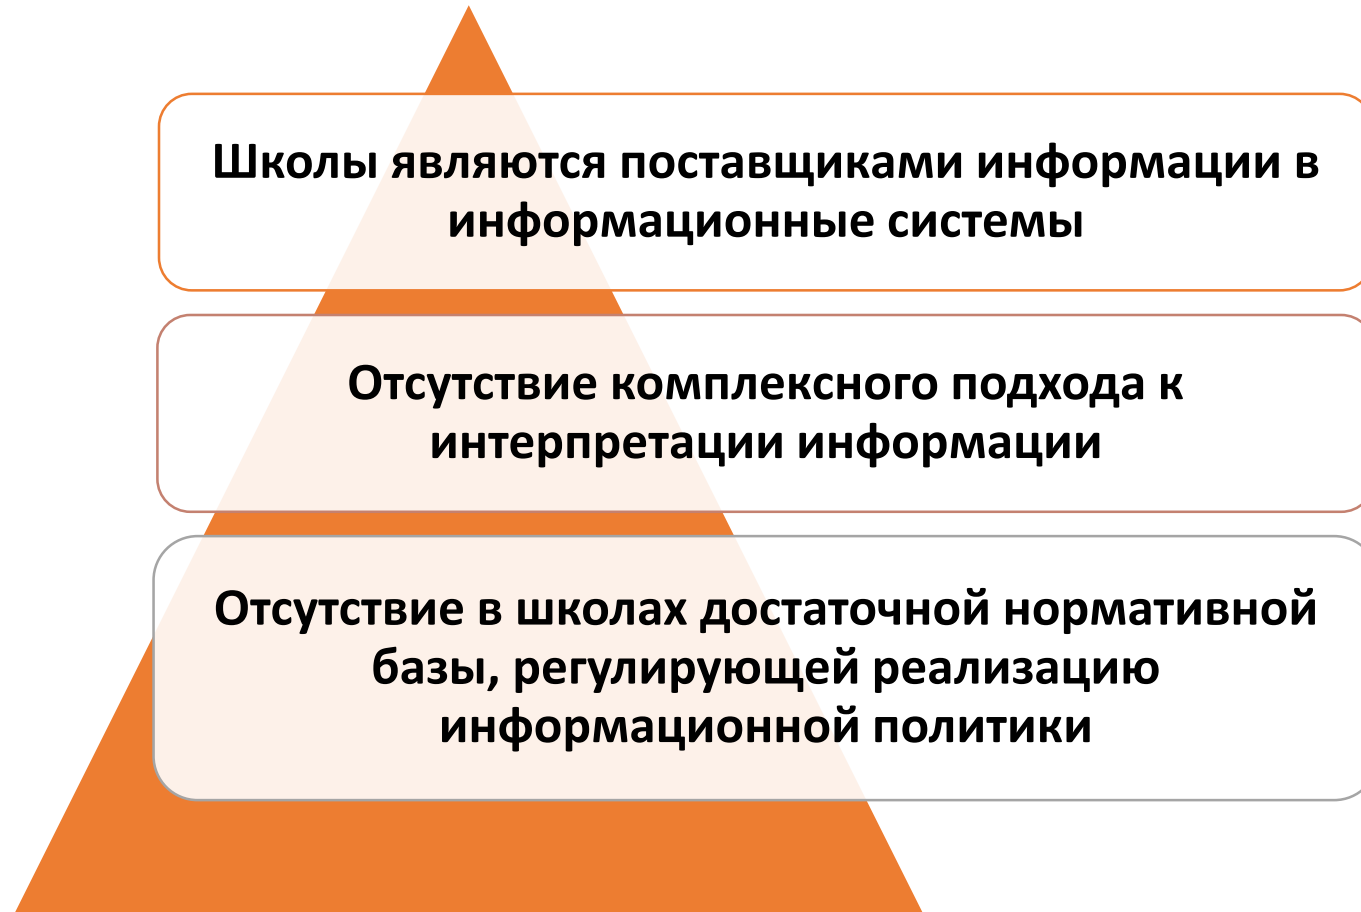 Школы являются поставщиками информации в
информационные системы
Отсутствие комплексного подхода к
интерпретации информации
Отсутствие в школах достаточной нормативной
базы, регулирующей реализацию
информационной политики